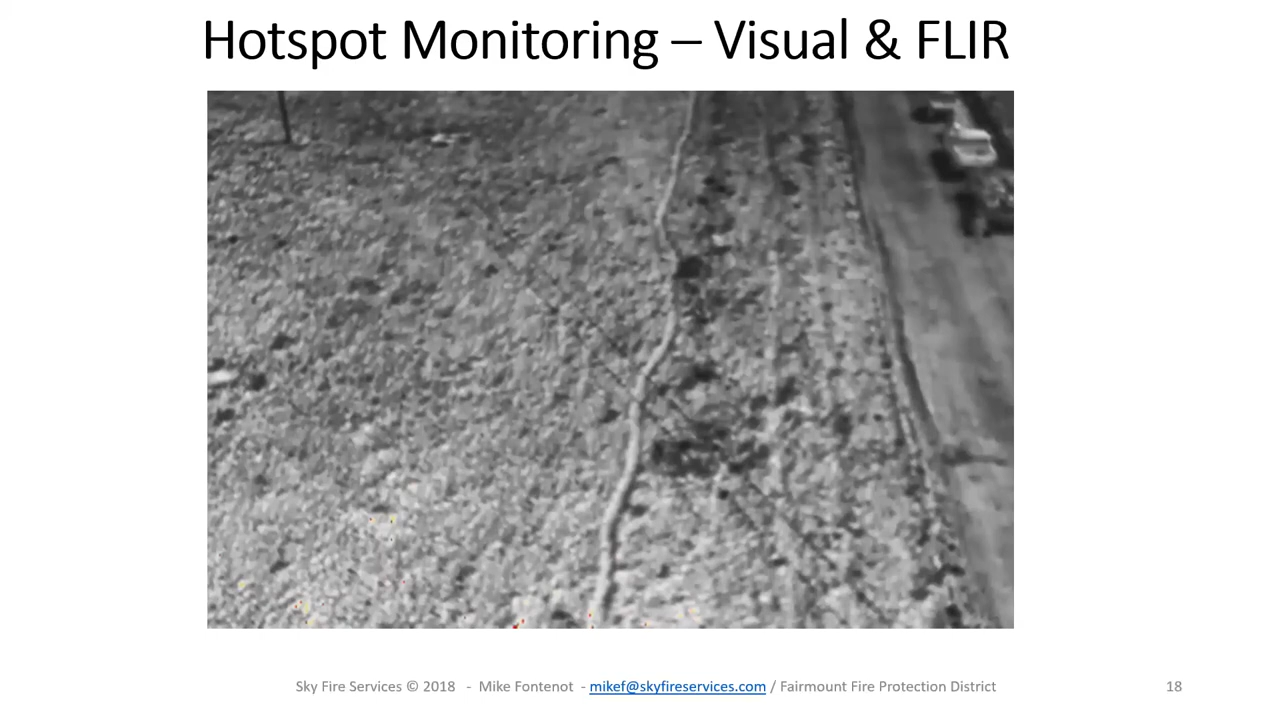 Hotspot Monitoring – Visual & FLIR
Sky Fire Services © 2018 - Mike Fontenot - mikef@skyfireservices.com / Fairmount Fire Protection District
18